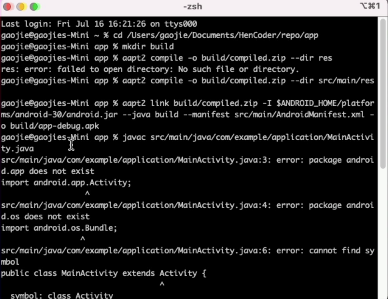 -zsh
⌥⌘1
Last login: Fri Jul 16 16:21:26 on ttys000
gaojie@gaojies-Mini ~ % cd /Users/gaojie/Documents/HenCoder/repo/app
gaojie@gaojies-Mini app % mkdir build
gaojie@gaojies-Mini app % aapt2 compile -o build/compiled.zip --dir res
res: error: failed to open directory: No such file or directory.
gaojie@gaojies-Mini app % aapt2 compile -o build/compiled.zip --dir src/main/res
gaojie@gaojies-Mini app % aapt2 link build/compiled.zip -I $ANDROID_HOME/platfor
ms/android-30/android.jar --java build --manifest src/main/AndroidManifest.xml -
o build/app-debug.apk
gaojie@gaojies-Mini app % javac src/main/java/com/example/application/MainActivi
ty.java
src/main/java/com/example/application/MainActivity.java:3: error: package androi
d.app does not exist
import android.app.Activity;
^
src/main/java/com/example/application/MainActivity.java:4: error: package androi
d.os does not exist
import android.os.Bundle;
^
src/main/java/com/example/application/MainActivity.java:6: error: cannot find sy
mbol
public class MainActivity extends Activity {
^
symbol: class Activity